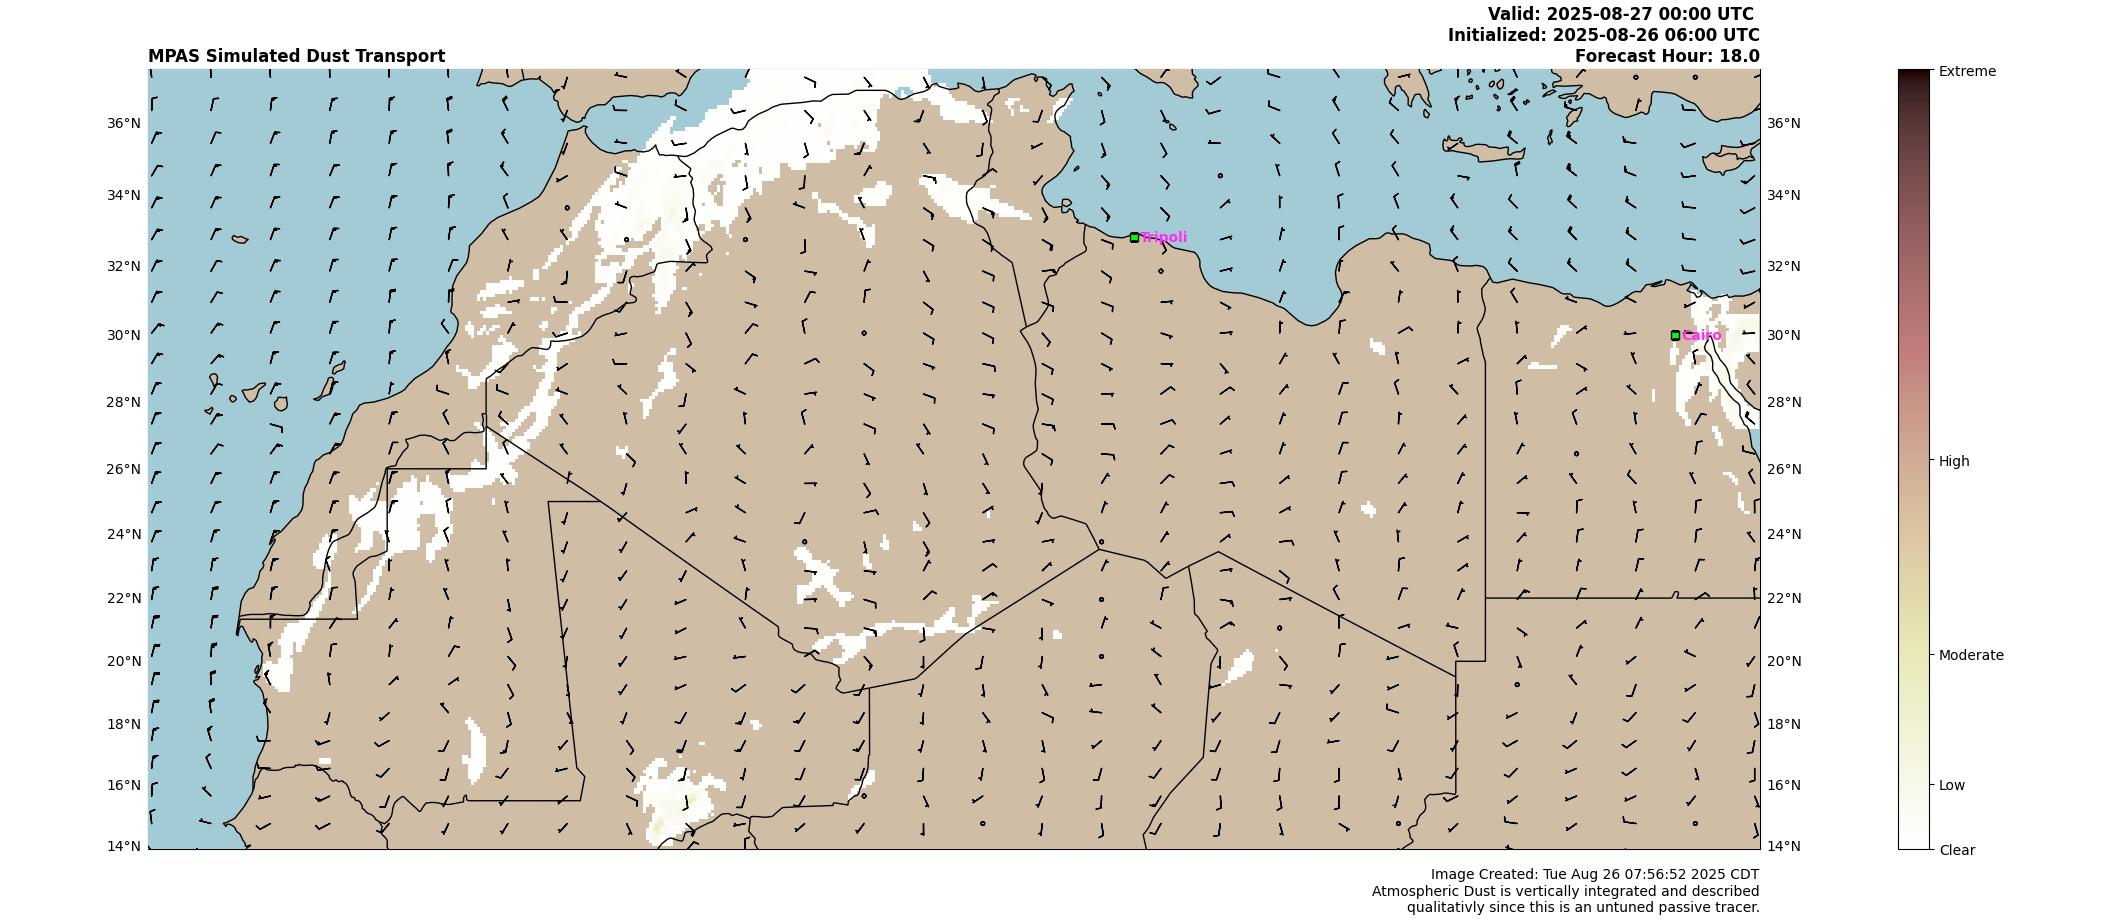 Valid: 2025-08-27 00:00 UTC
Initialized: 2025-08-26 06:00 UTC
MPAS Simulated Dust Transport
Forecast Hour: 18.0
Extreme
36°N
36°N
34°N
34°N
Tripoli
32°N
32°N
30°N
Cairo
30°N
28°N
28°N
High
26°N
26°N
24°N
24°N
22°N
22°N
Moderate
20°N
20°N
18°N
18°N
16°N
16°N
Low
14°N
14°N
Clear
Image Created: Tue Aug 26 07:56:52 2025 CDT
Atmospheric Dust is vertically integrated and described
qualitativly since this is an untuned passive tracer.